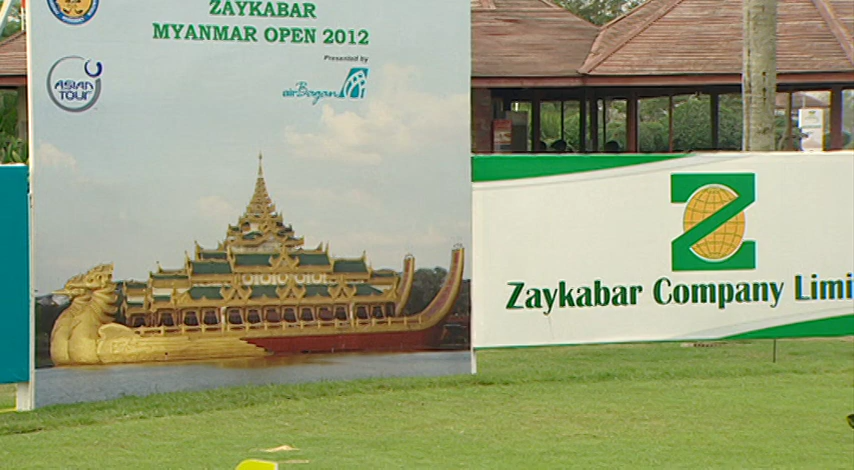 ZAYKABAR
MYANMAR OPEN 2012
Presented by
ASIAN
TOUR
airBagan
Z
Zaykabar Company Limi